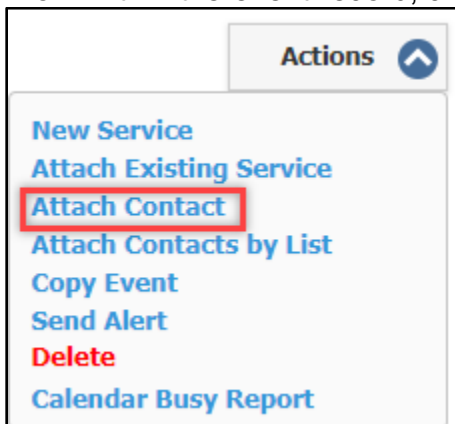 Actions
New Service
Attach Existing Service
Attach Contact
Attach Contacts by List
Copy Event
Send Alert
Delete
Calendar Busy Report